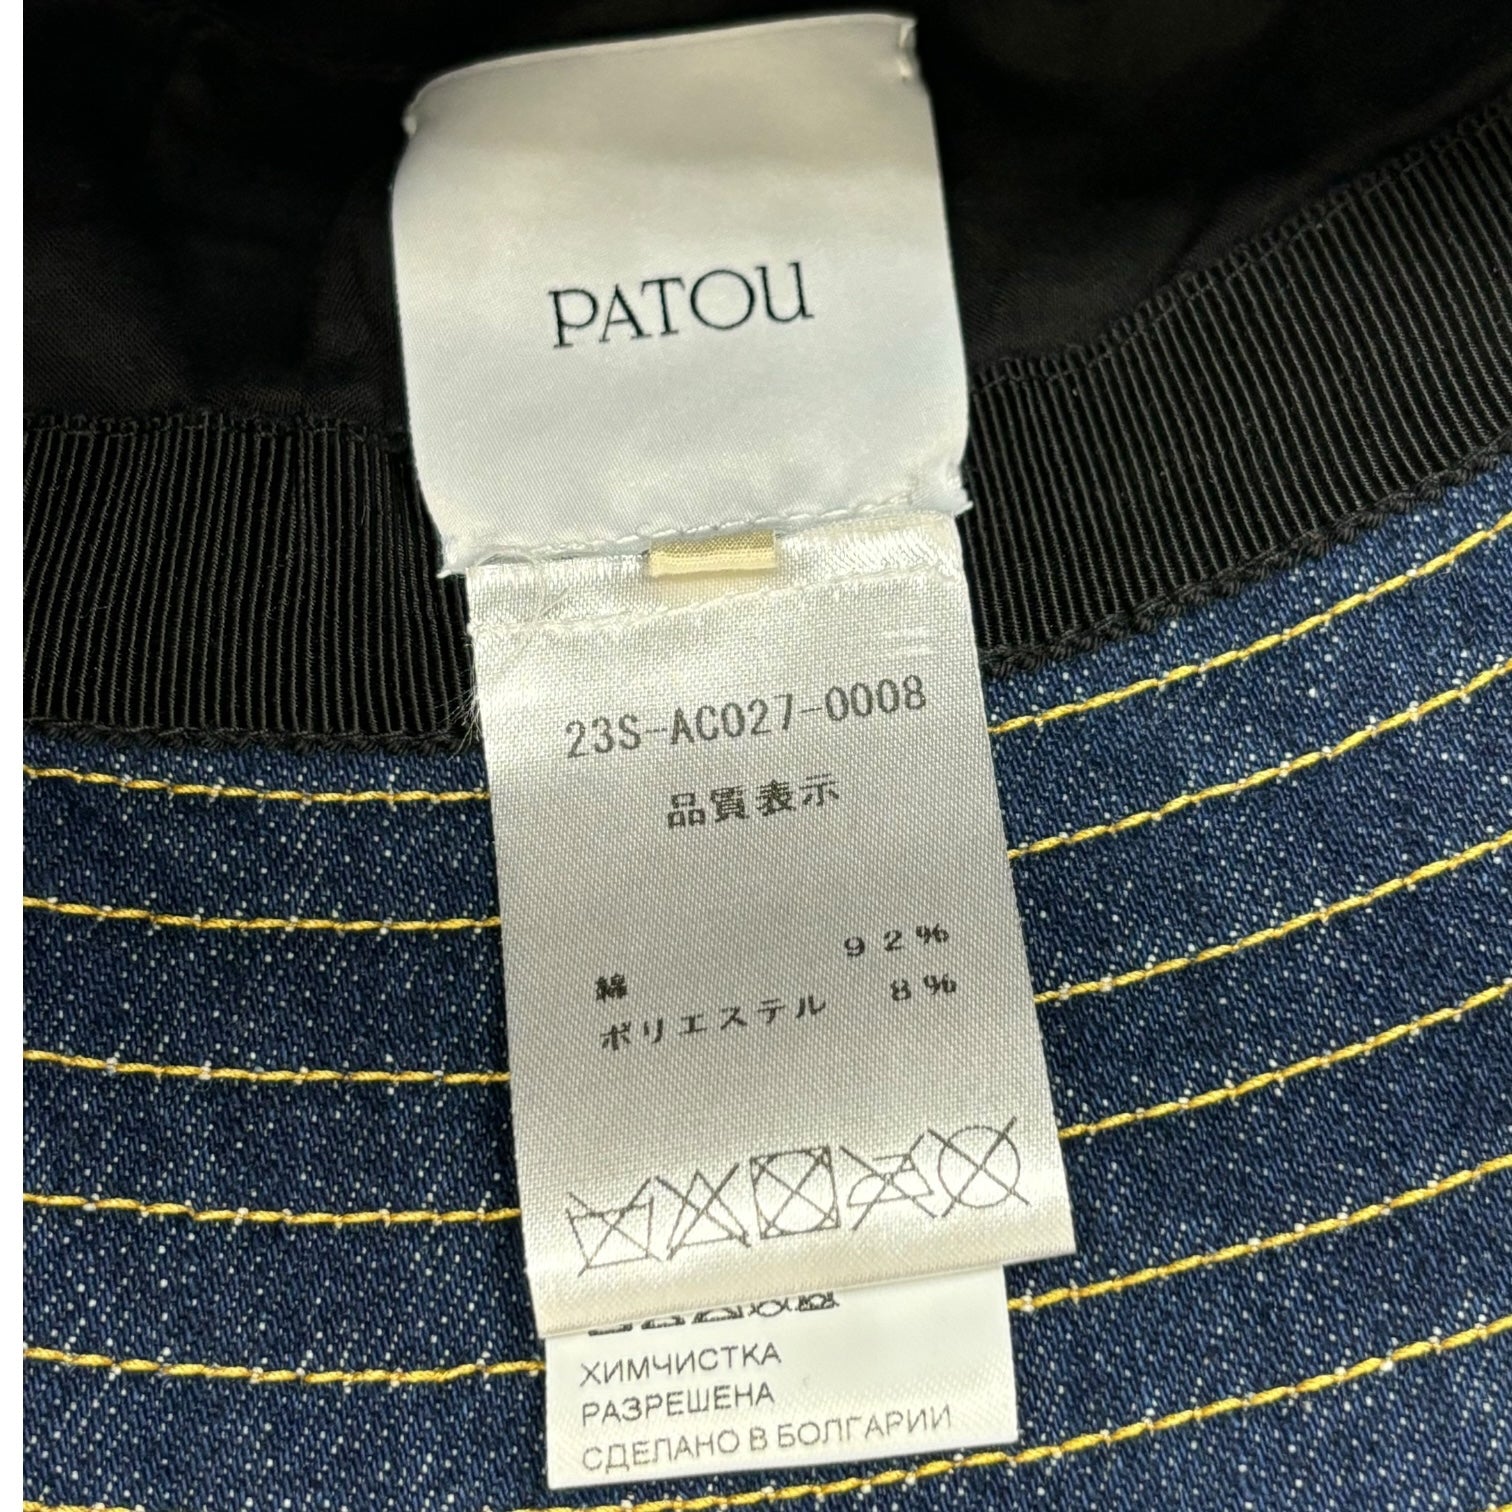 PATOU
23S-AC027-0008
品質表示
綿 92%
ポリエステル 8%
ХИМЧИСТКА
РАЗРЕШЕНА
СДЕЛАНО В БОЛГАРИИ